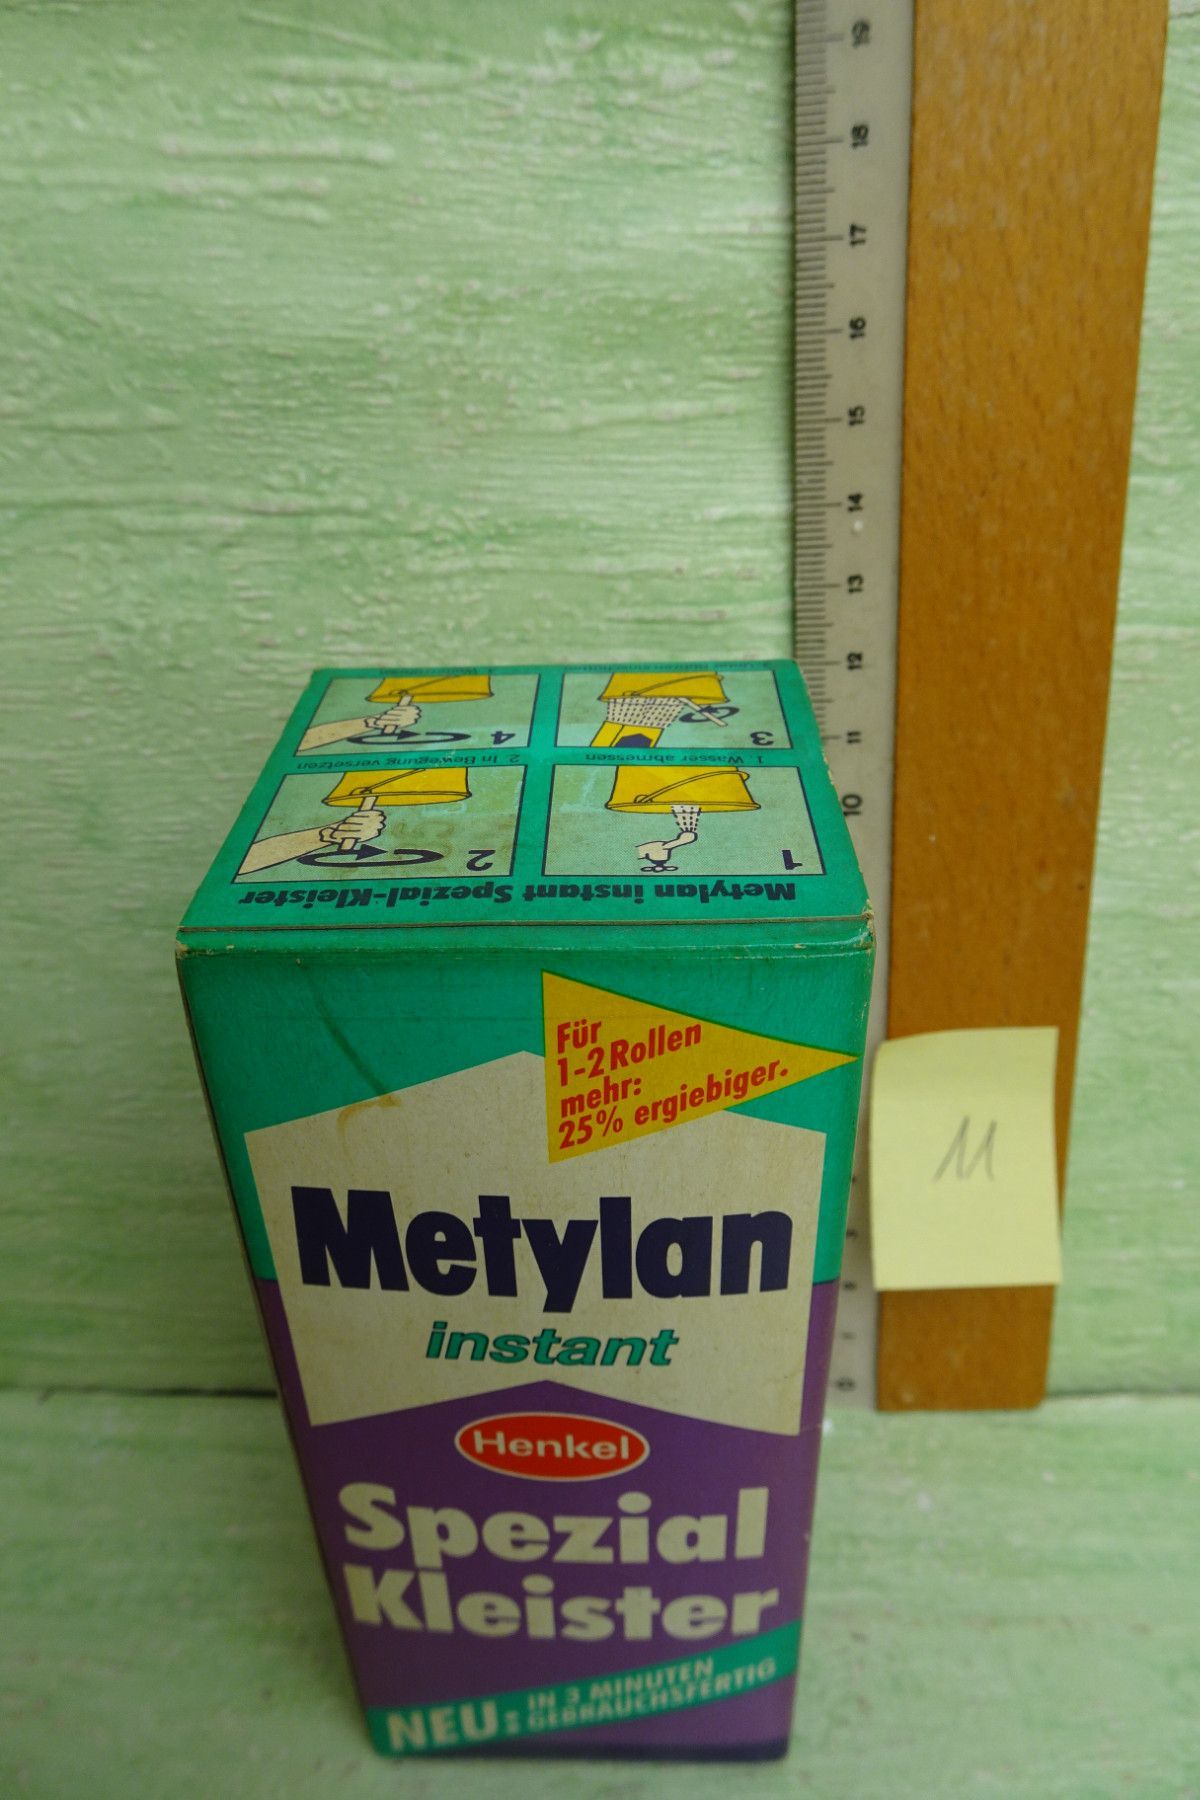 19
18
17
16
15
14
13
12
11
10
4
3
2 In Bewegung versetzen
1 Wasser abmessen
2
1
Metylan instant Spezial-Kleister
Für
1-2 Rollen
mehr:
25% ergiebiger.
11
Metylan
instant
Henkel
Spezial
Kleister
NEU: IN 3 MINUTEN
GEBRAUCHSFERTIG
3
0